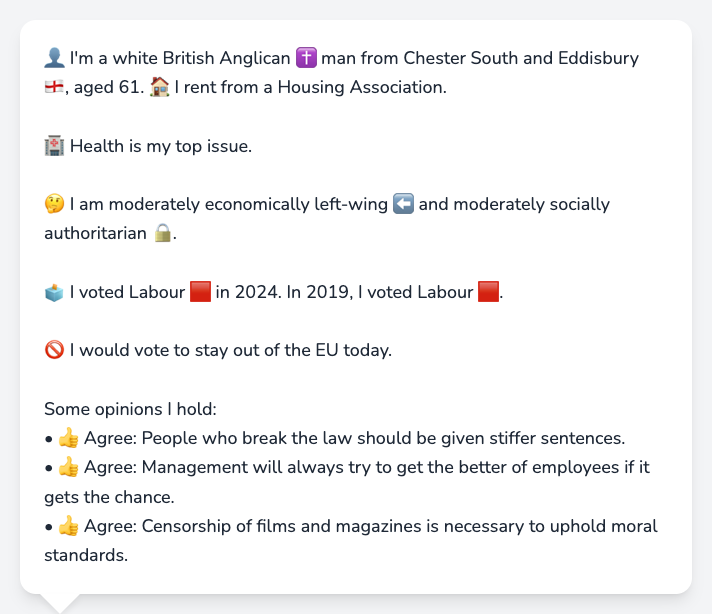 👤 I'm a white British Anglican ✝️ man from Chester South and Eddisbury
🏴󠁧󠁢󠁥󠁮󠁧󠁿, aged 61. 🏠 I rent from a Housing Association.
🏥 Health is my top issue.
🤔 I am moderately economically left-wing ⬅️ and moderately socially
authoritarian 🔒.
🗳️ I voted Labour 🟥 in 2024. In 2019, I voted Labour 🟥.
🚫 I would vote to stay out of the EU today.
Some opinions I hold:
• 👍 Agree: People who break the law should be given stiffer sentences.
• 👍 Agree: Management will always try to get the better of employees if it
gets the chance.
• 👍 Agree: Censorship of films and magazines is necessary to uphold moral
standards.